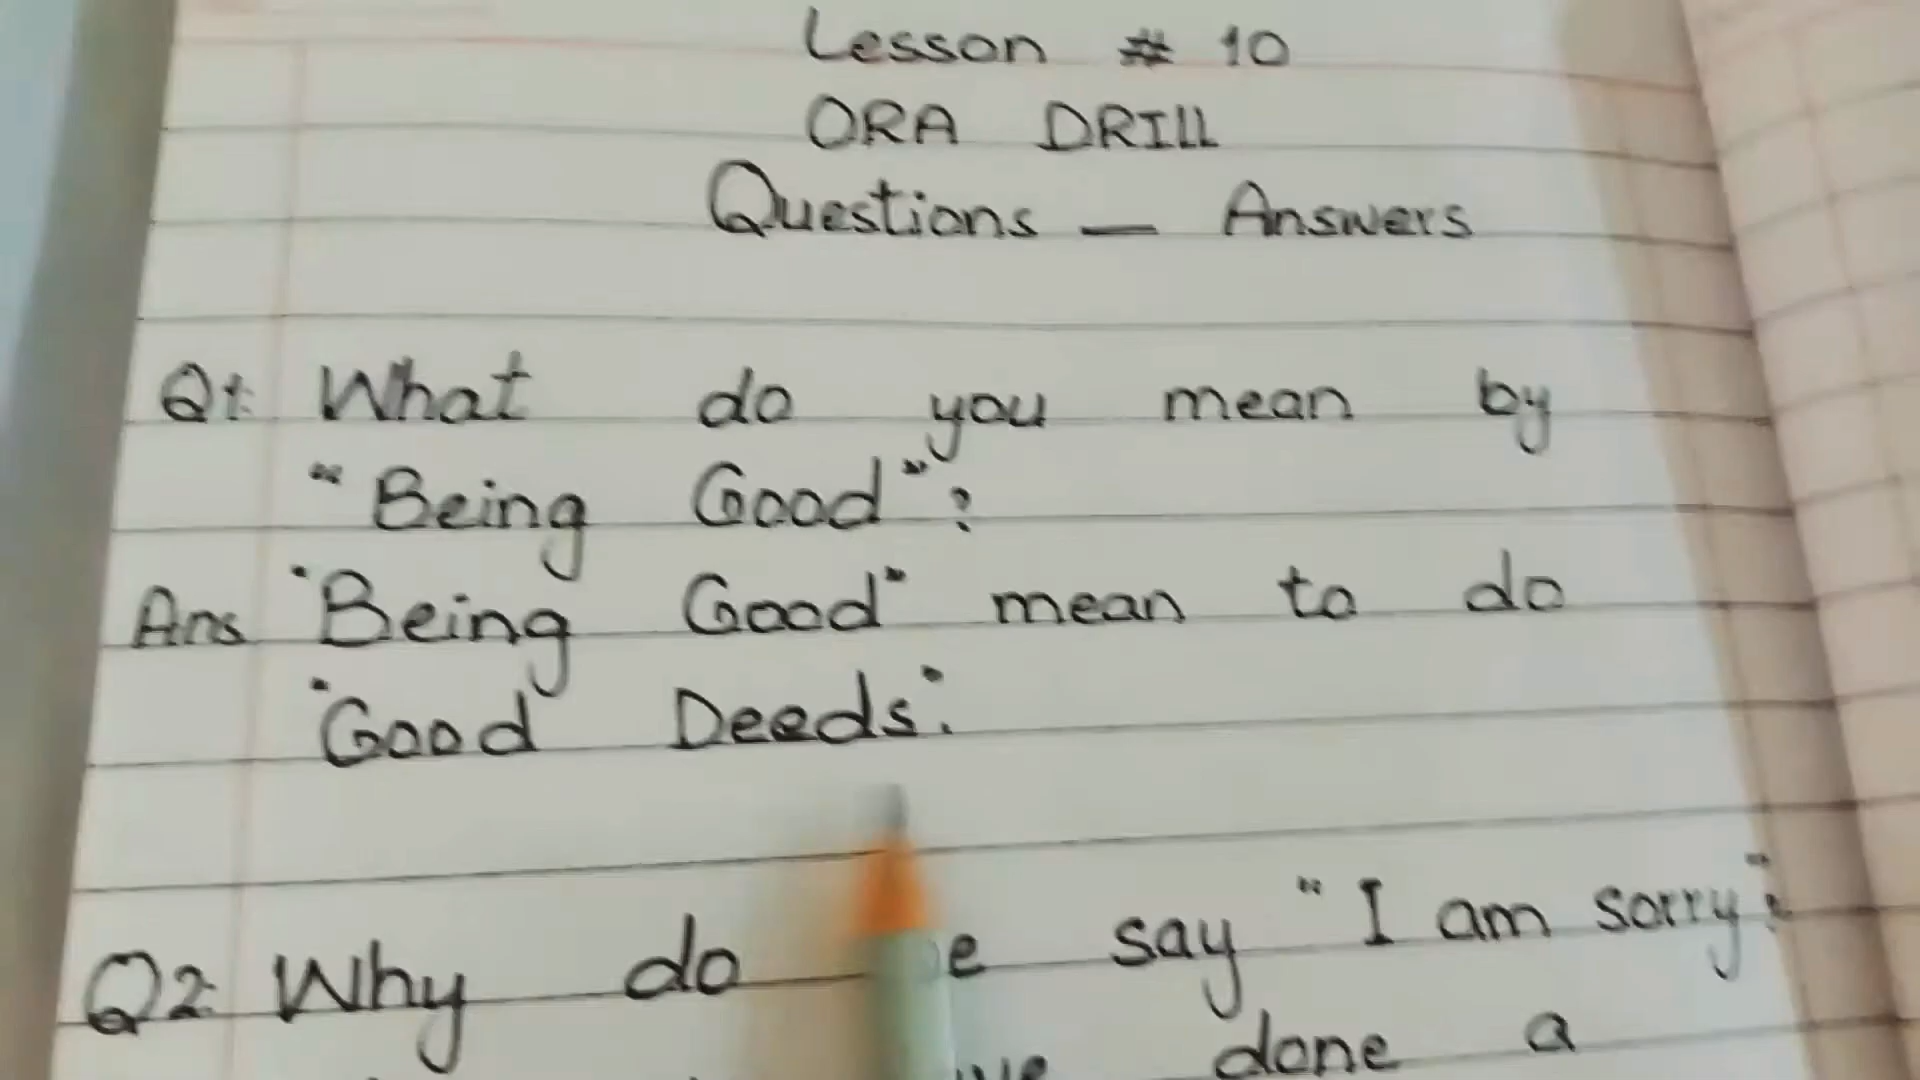 Lesson # 10
ORA DRILL
Questions — Answers
Q1: What do you mean by
"Being Good"?
Ans "Being Good" mean to do
"Good Deeds".
Q2: Why do say "I am sorry"?
done a